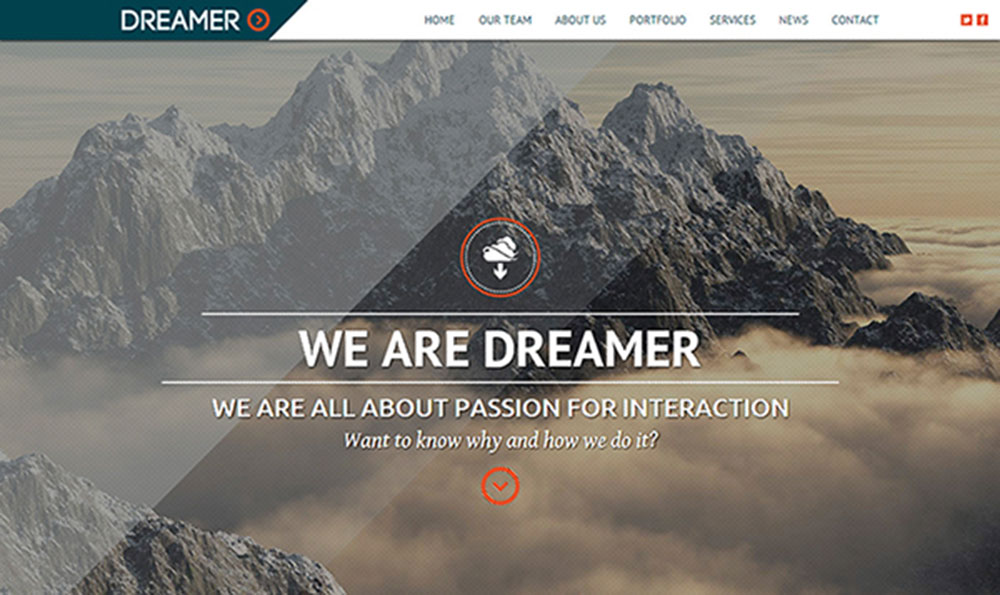 DREAMER
HOME OUR TEAM ABOUT US PORTFOLIO SERVICES NEWS CONTACT
WE ARE DREAMER
WE ARE ALL ABOUT PASSION FOR INTERACTION
Want to know why and how we do it?